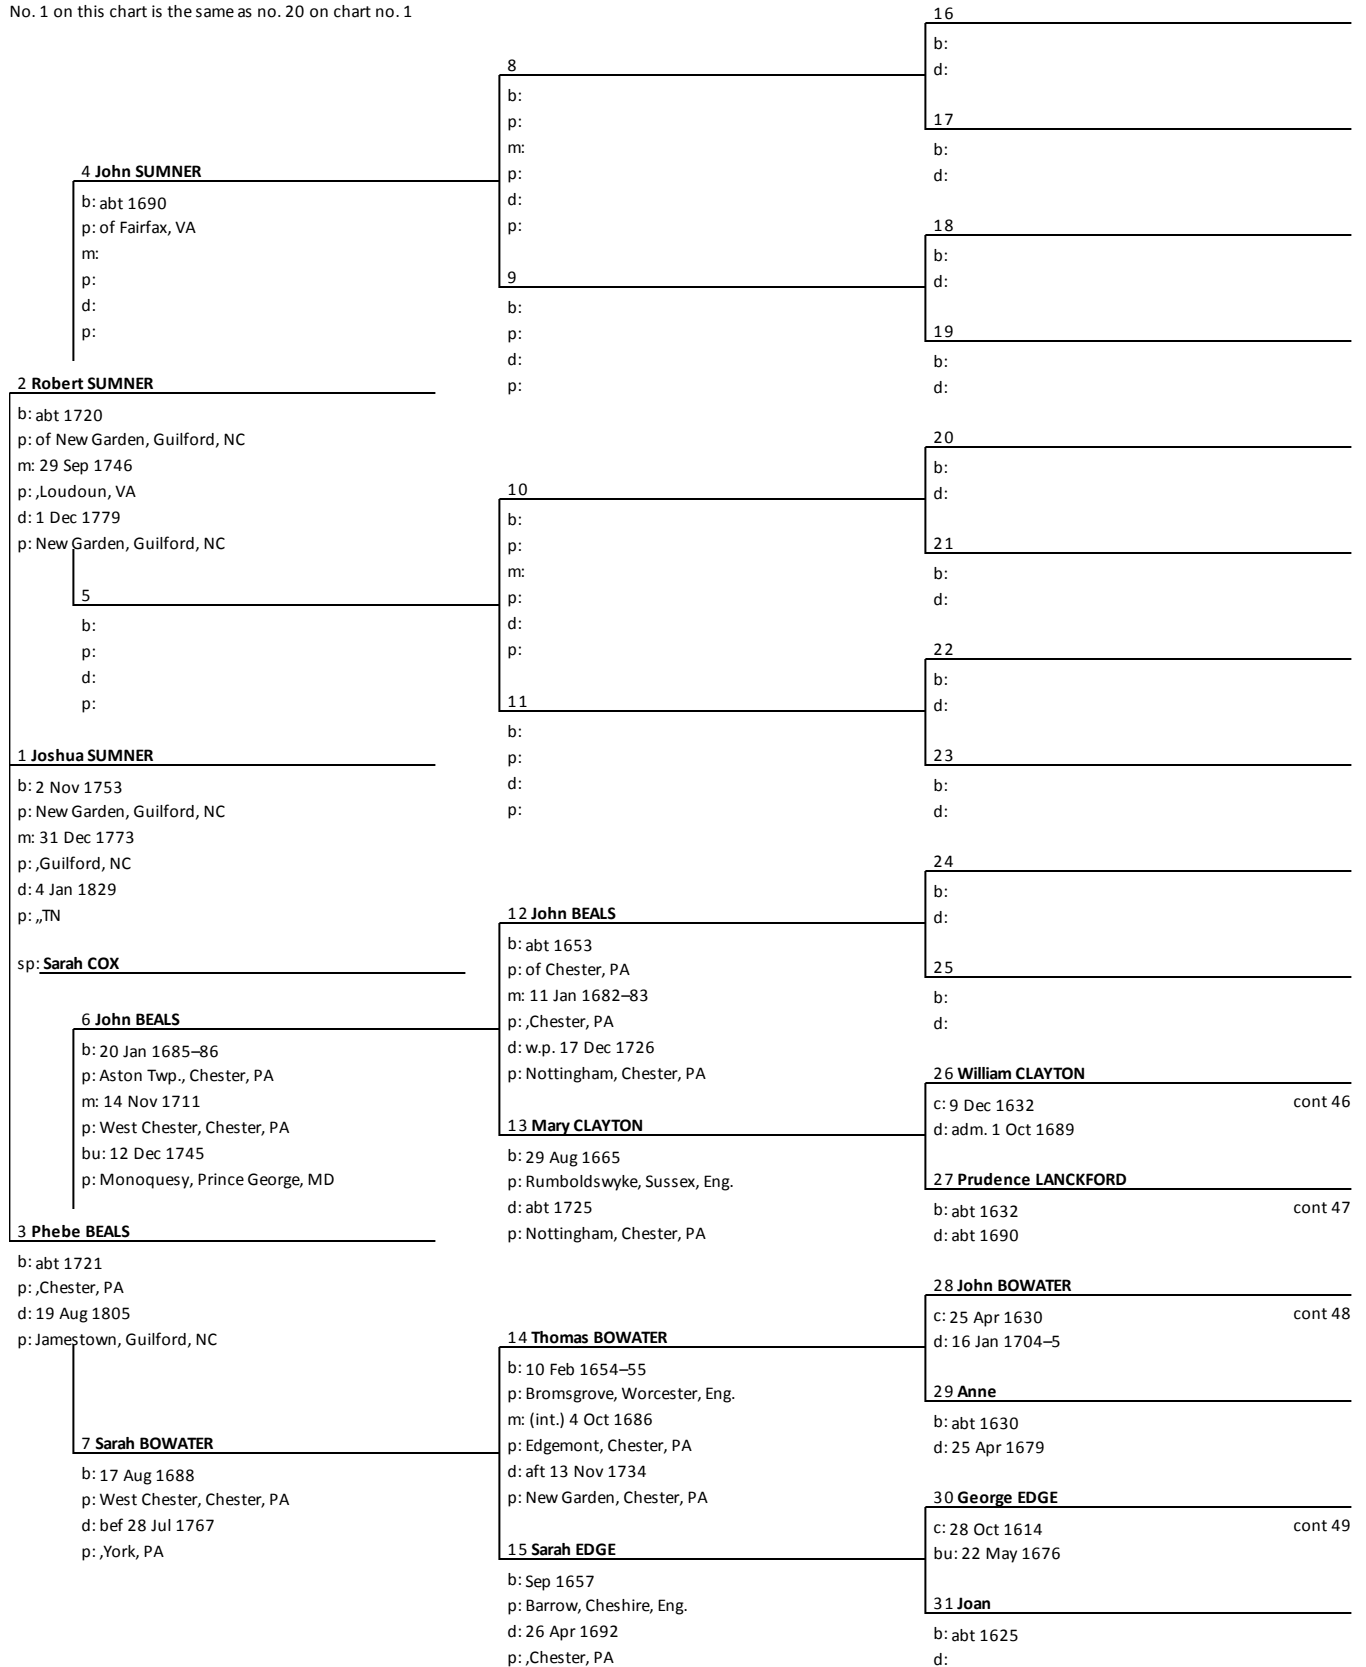 No. 1 on this chart is the same as no. 20 on chart no. 1
4 John SUMNER
b: abt 1690
p: of Fairfax, VA
m:
p:
d:
p:
2 Robert SUMNER
b: abt 1720
p: of New Garden, Guilford, NC
m: 29 Sep 1746
p: ,Loudoun, VA
d: 1 Dec 1779
p: New Garden, Guilford, NC
5
b:
p:
d:
p:
1 Joshua SUMNER
b: 2 Nov 1753
p: New Garden, Guilford, NC
m: 31 Dec 1773
p: ,Guilford, NC
d: 4 Jan 1829
p: ,,TN
sp: Sarah COX
6 John BEALS
b: 20 Jan 1685–86
p: Aston Twp., Chester, PA
m: 14 Nov 1711
p: West Chester, Chester, PA
bu: 12 Dec 1745
p: Monoquesy, Prince George, MD
3 Phebe BEALS
b: abt 1721
p: ,Chester, PA
d: 19 Aug 1805
p: Jamestown, Guilford, NC
7 Sarah BOWATER
b: 17 Aug 1688
p: West Chester, Chester, PA
d: bef 28 Jul 1767
p: ,York, PA
8
b:
p:
m:
p:
d:
p:
9
b:
p:
d:
p:
10
b:
p:
m:
p:
d:
p:
11
b:
p:
d:
p:
12 John BEALS
b: abt 1653
p: of Chester, PA
m: 11 Jan 1682–83
p: ,Chester, PA
d: w.p. 17 Dec 1726
p: Nottingham, Chester, PA
13 Mary CLAYTON
b: 29 Aug 1665
p: Rumboldswyke, Sussex, Eng.
d: abt 1725
p: Nottingham, Chester, PA
14 Thomas BOWATER
b: 10 Feb 1654–55
p: Bromsgrove, Worcester, Eng.
m: (int.) 4 Oct 1686
p: Edgemont, Chester, PA
d: aft 13 Nov 1734
p: New Garden, Chester, PA
15 Sarah EDGE
b: Sep 1657
p: Barrow, Cheshire, Eng.
d: 26 Apr 1692
p: ,Chester, PA
16
b:
d:
17
b:
d:
18
b:
d:
19
b:
d:
20
b:
d:
21
b:
d:
22
b:
d:
23
b:
d:
24
b:
d:
25
b:
d:
26 William CLAYTON
c: 9 Dec 1632 cont 46
d: adm. 1 Oct 1689
27 Prudence LANCKFORD
b: abt 1632 cont 47
d: abt 1690
28 John BOWATER
c: 25 Apr 1630 cont 48
d: 16 Jan 1704–5
29 Anne
b: abt 1630
d: 25 Apr 1679
30 George EDGE
c: 28 Oct 1614 cont 49
bu: 22 May 1676
31 Joan
b: abt 1625
d: